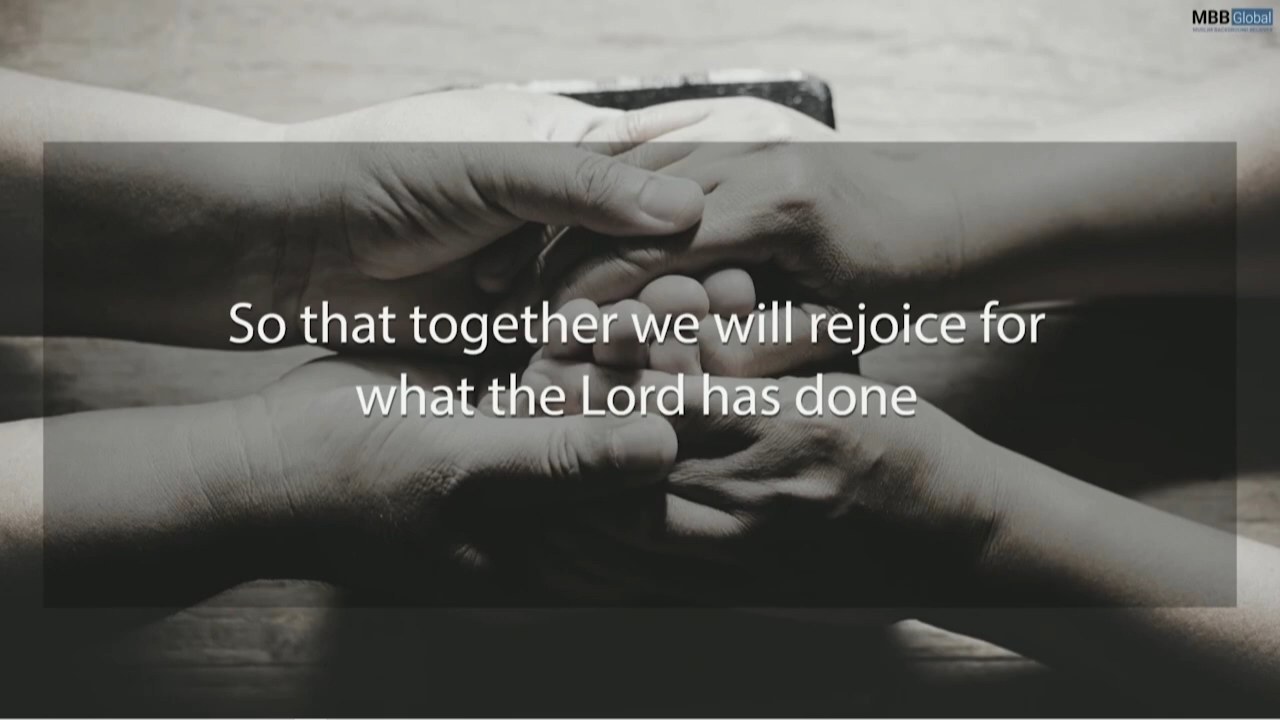 MBB Global
So that together we will rejoice for
what the Lord has done